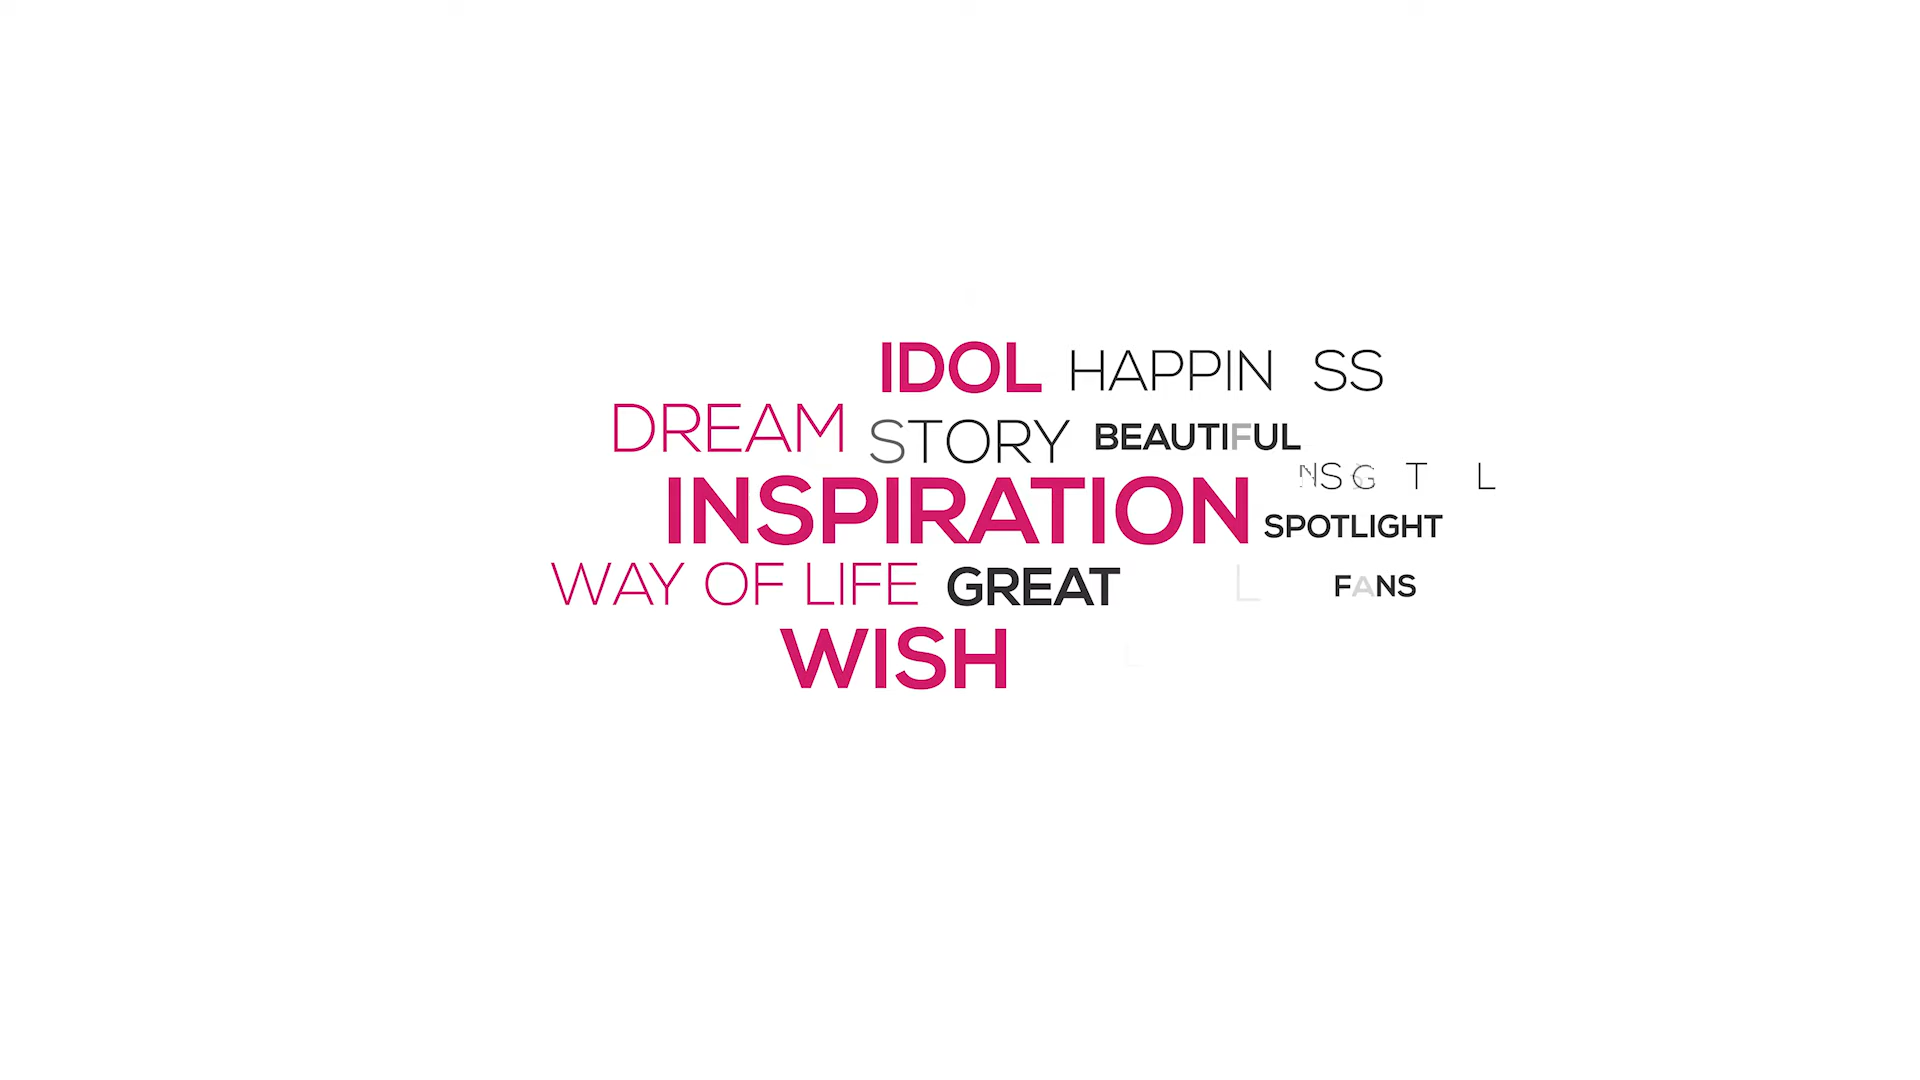 IDOL HAPPIN SS
DREAM STORY BEAUTIFUL
INSPIRATION SPOTLIGHT
WAY OF LIFE GREAT FANS
WISH